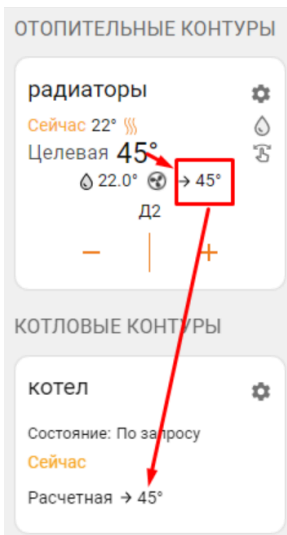 ОТОПИТЕЛЬНЫЕ КОНТУРЫ
радиаторы
Сейчас 22°
Целевая 45°
22.0° → 45°
Д2
− +
КОТЛОВЫЕ КОНТУРЫ
котел
Состояние: По запросу
Сейчас
Расчетная → 45°